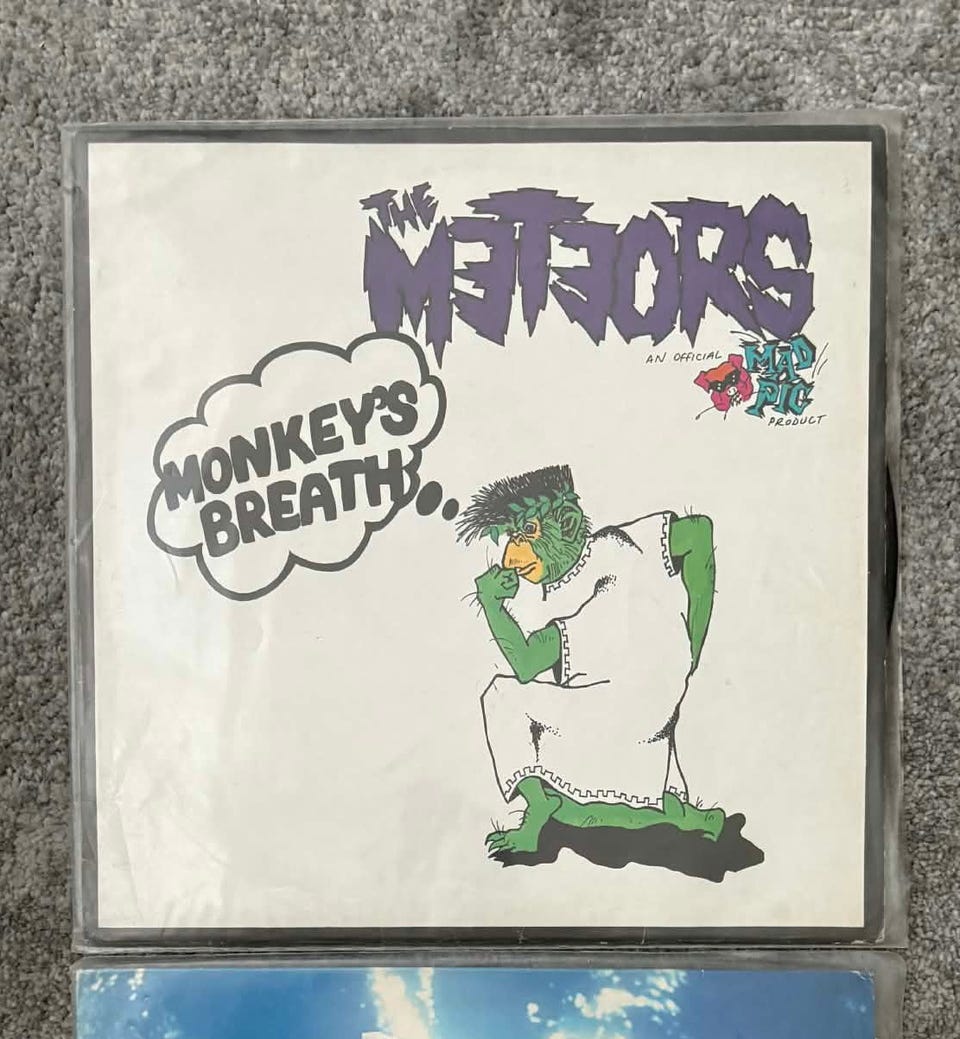 THE
METEORS
AN OFFICIAL MAD PIG
PRODUCT
MONKEY'S
BREATH